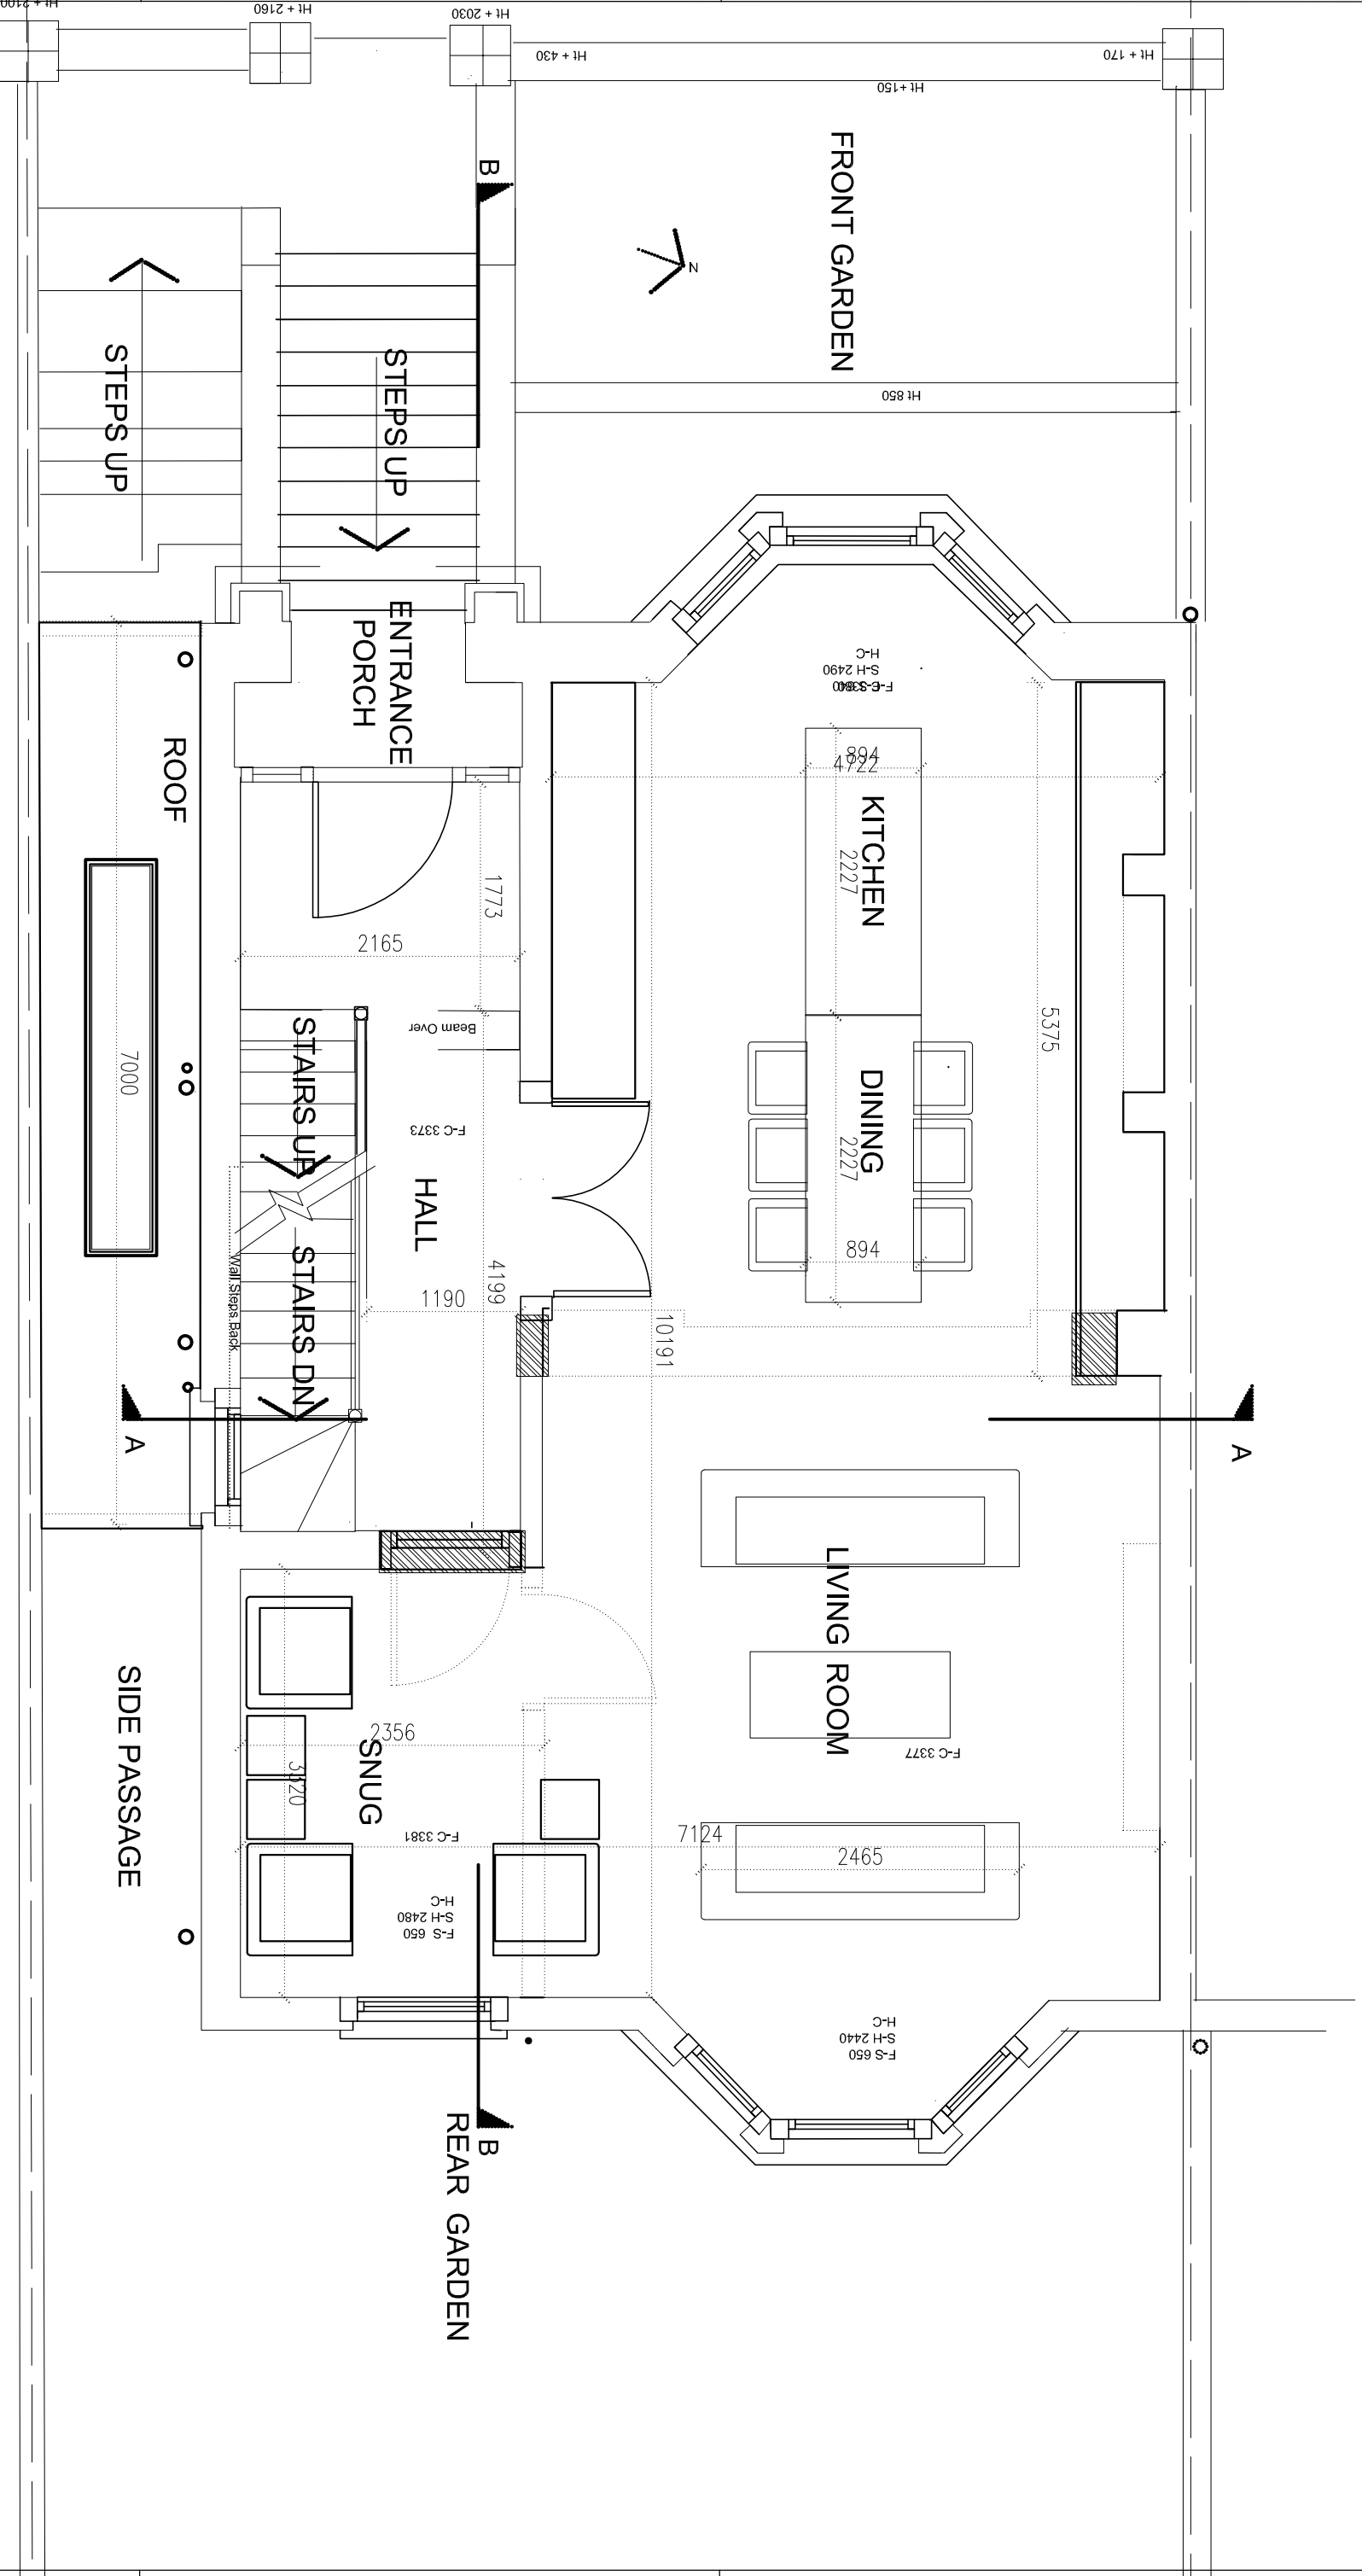 Ht + 2100
Ht + 2160
Ht + 2030
Ht + 430
Ht +150
Ht + 170
FRONT GARDEN
B
N
STEPS UP
STEPS UP
Ht 850
ENTRANCE
PORCH
F-S 840
S-H 2490
H-C
ROOF
894
4722
KITCHEN
2227
1773
2165
Beam Over
STAIRS UP
7000
5375
DINING
2227
F-C 3373
HALL
894
4199
1190
10191
STAIRS DN
Wall Steps Back
A
A
LIVING ROOM
F-C 3377
SIDE PASSAGE
2356
SNUG
3320
F-C 3381
7124
2465
F-S 650
S-H 2480
H-C
F-S 650
S-H 2440
H-C
B
REAR GARDEN